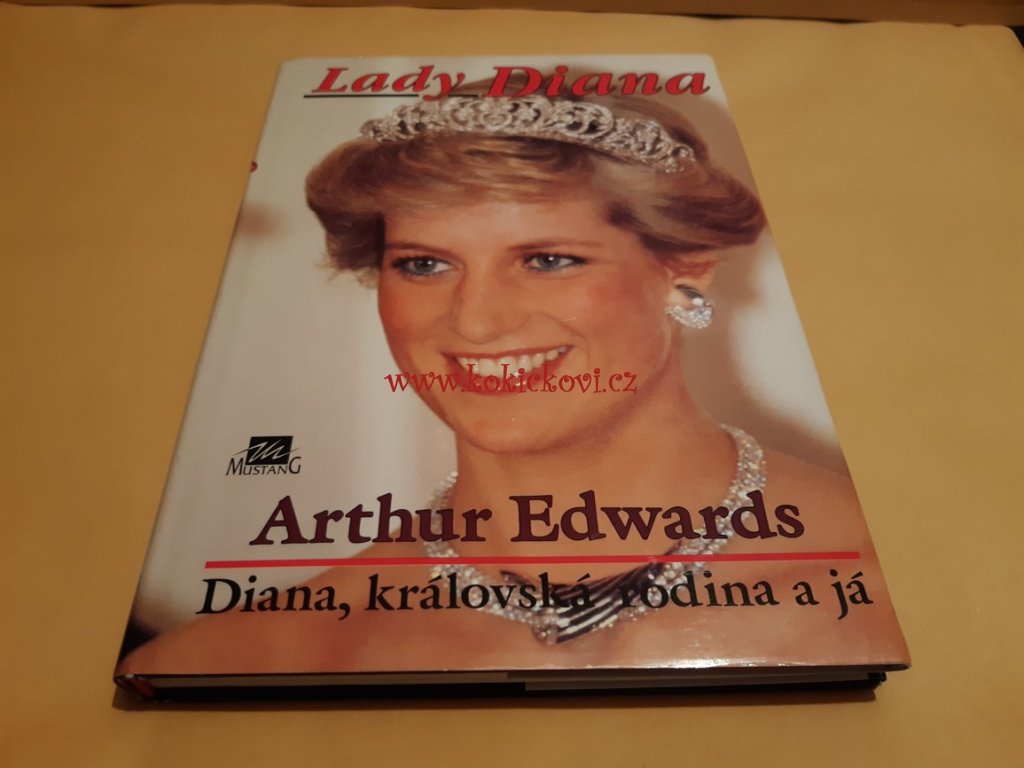 Lady Diana
www.kokickovi.cz
MUSTANG
Arthur Edwards
Diana, královská rodina a já